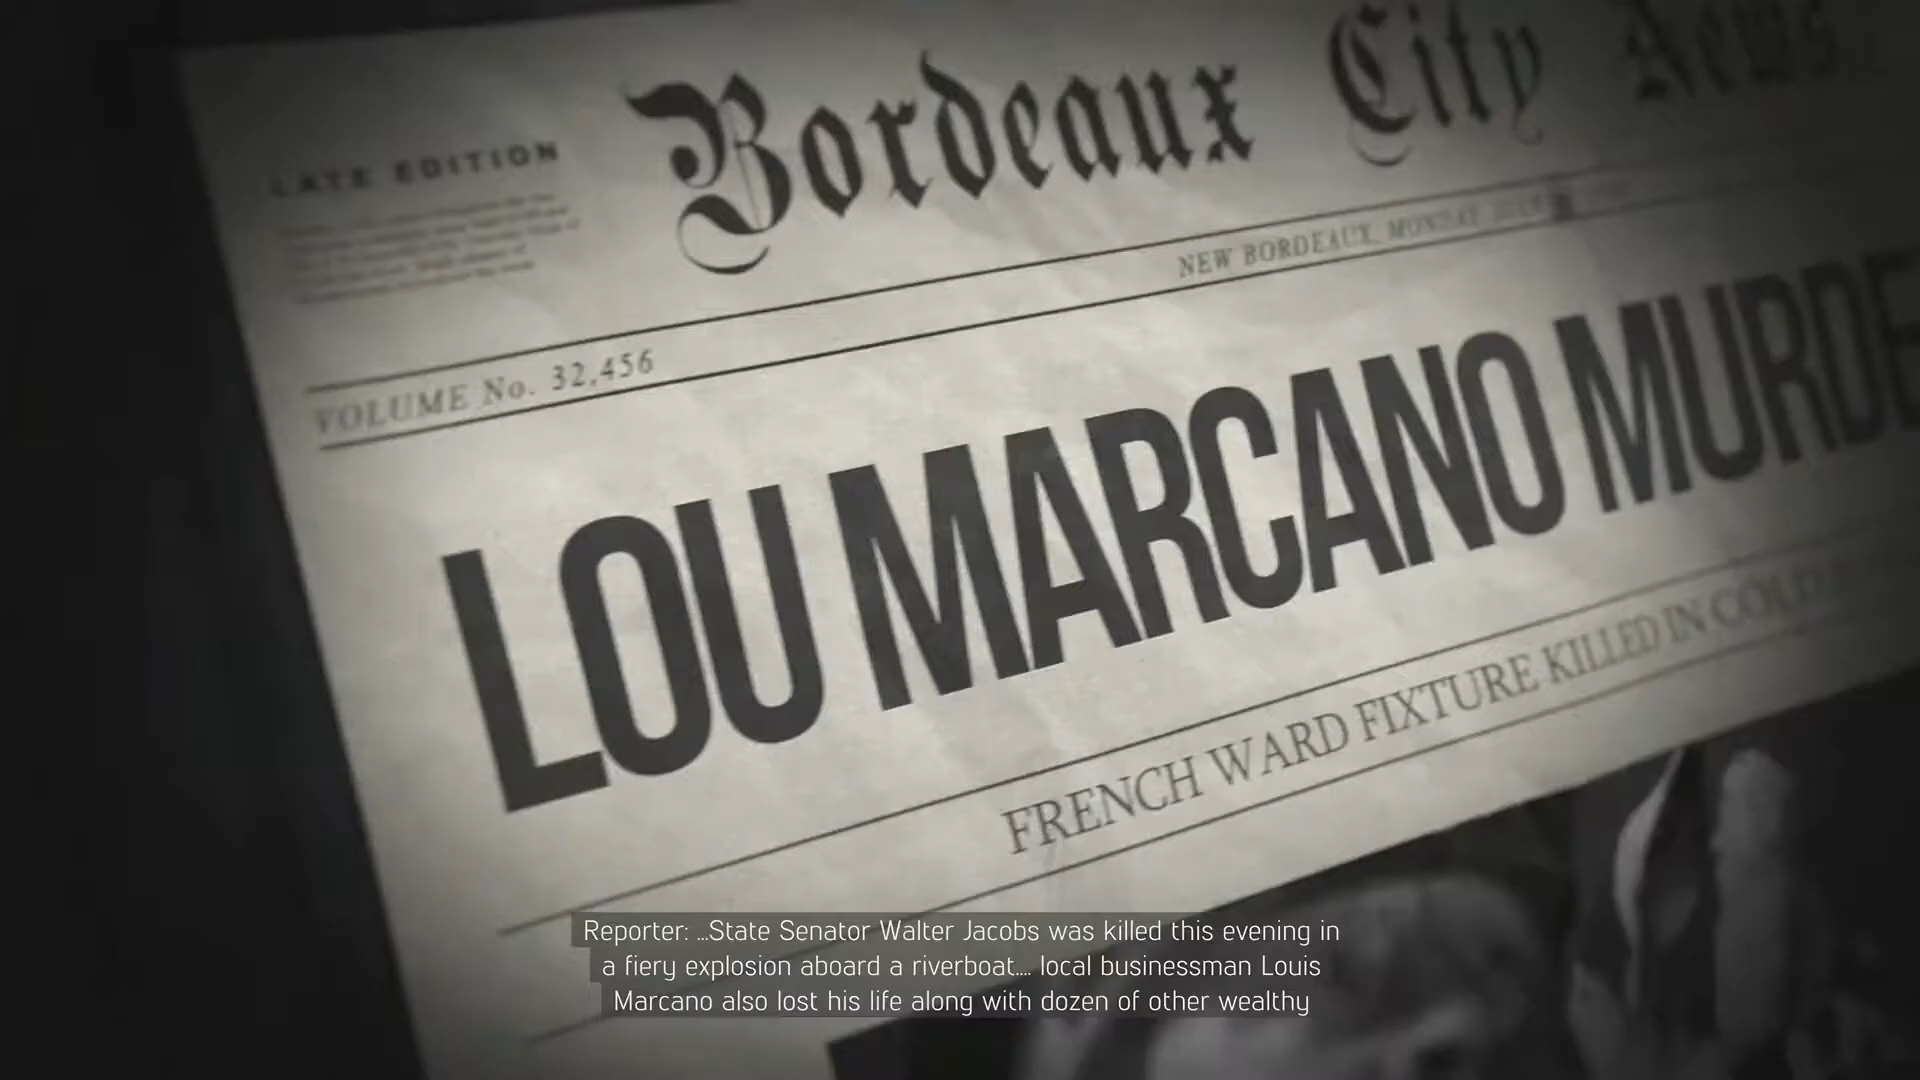 LATE EDITION
Bordeaux City News
NEW BORDEAUX, MONDAY
VOLUME No. 32,456
LOU MARCANO MURDE
FRENCH WARD FIXTURE KILLED IN COLD
Reporter: ...State Senator Walter Jacobs was killed this evening in
a fiery explosion aboard a riverboat.... local businessman Louis
Marcano also lost his life along with dozen of other wealthy